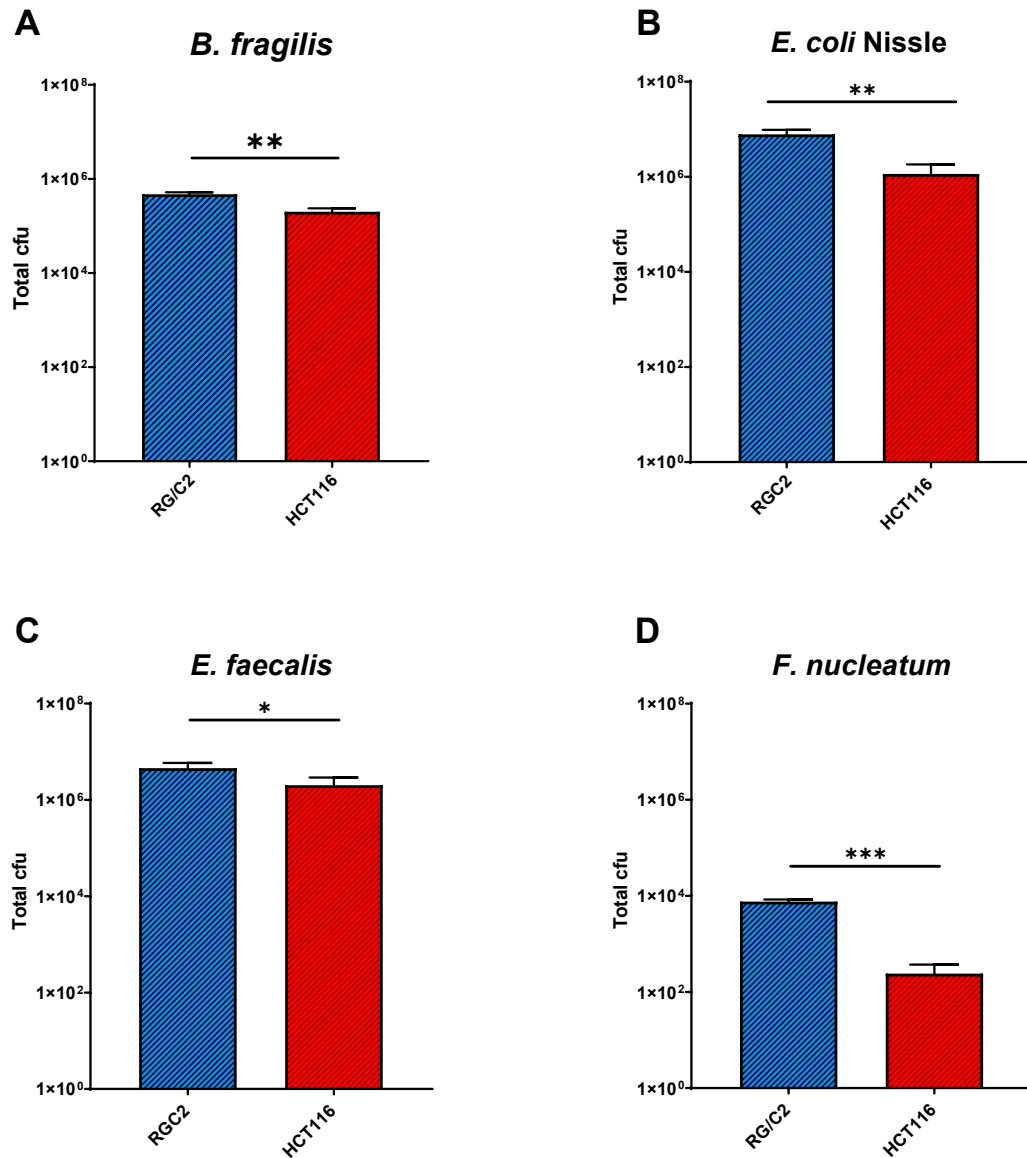 A
B. fragilis
**
1×10⁸
1×10⁶
1×10⁴
1×10²
1×10⁰
Total cfu
RG/C2
HCT116
B
E. coli Nissle
**
1×10⁸
1×10⁶
1×10⁴
1×10²
1×10⁰
Total cfu
RGC2
HCT116
C
E. faecalis
*
1×10⁸
1×10⁶
1×10⁴
1×10²
1×10⁰
Total cfu
RGC2
HCT116
D
F. nucleatum
***
1×10⁸
1×10⁶
1×10⁴
1×10²
1×10⁰
Total cfu
RG/C2
HCT116